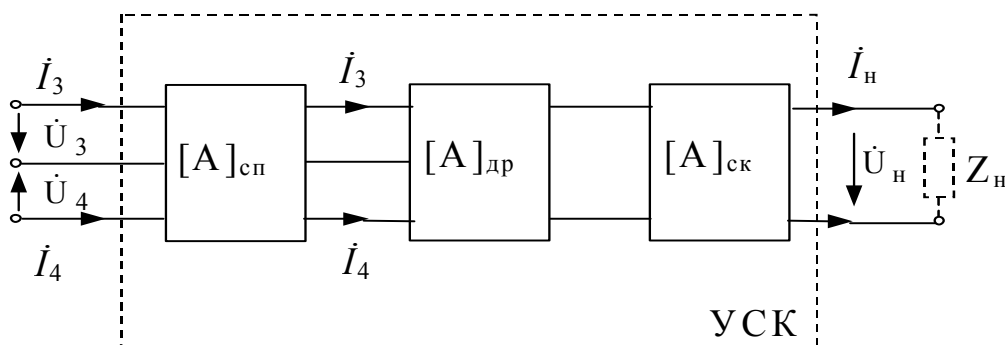 İ3 İ3 İн
U̇ 3 [A]сп [A]др [A]ск U̇ н Zн
U̇ 4
İ4 İ4
УСК